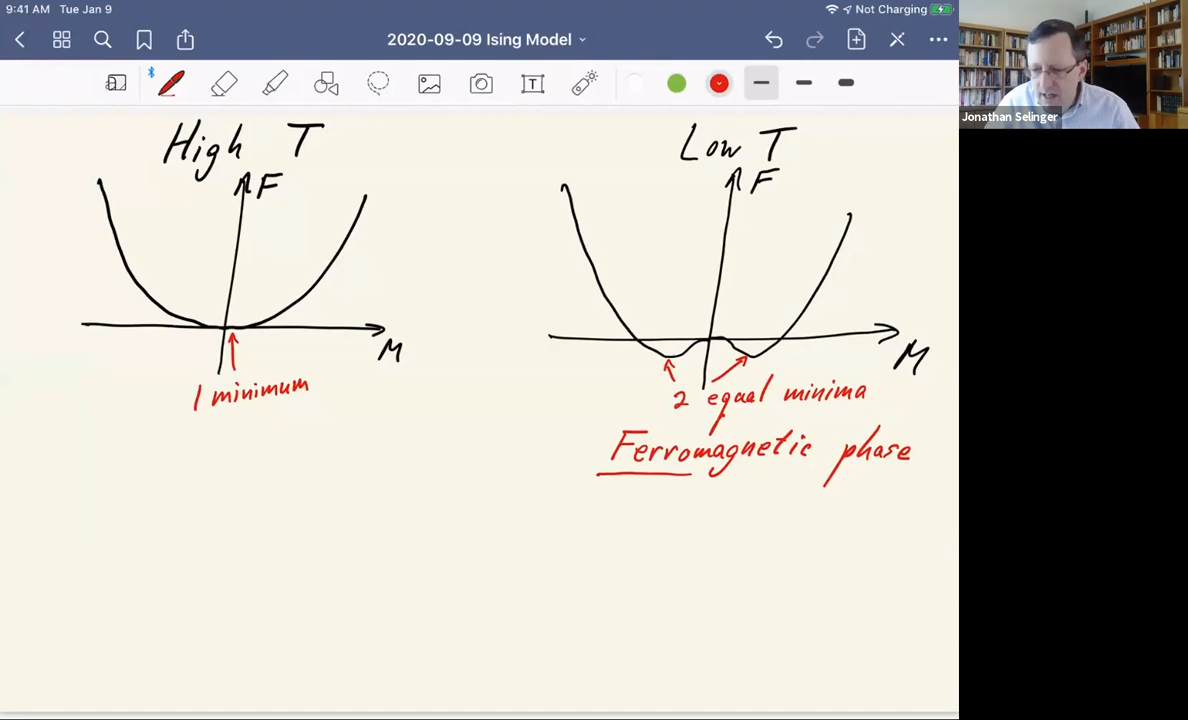 9:41 AM Tue Jan 9
Not Charging
2020-09-09 Ising Model
T
Jonathan Selinger
High T
F
M
1 minimum
Low T
F
M
2 equal minima
Ferromagnetic phase